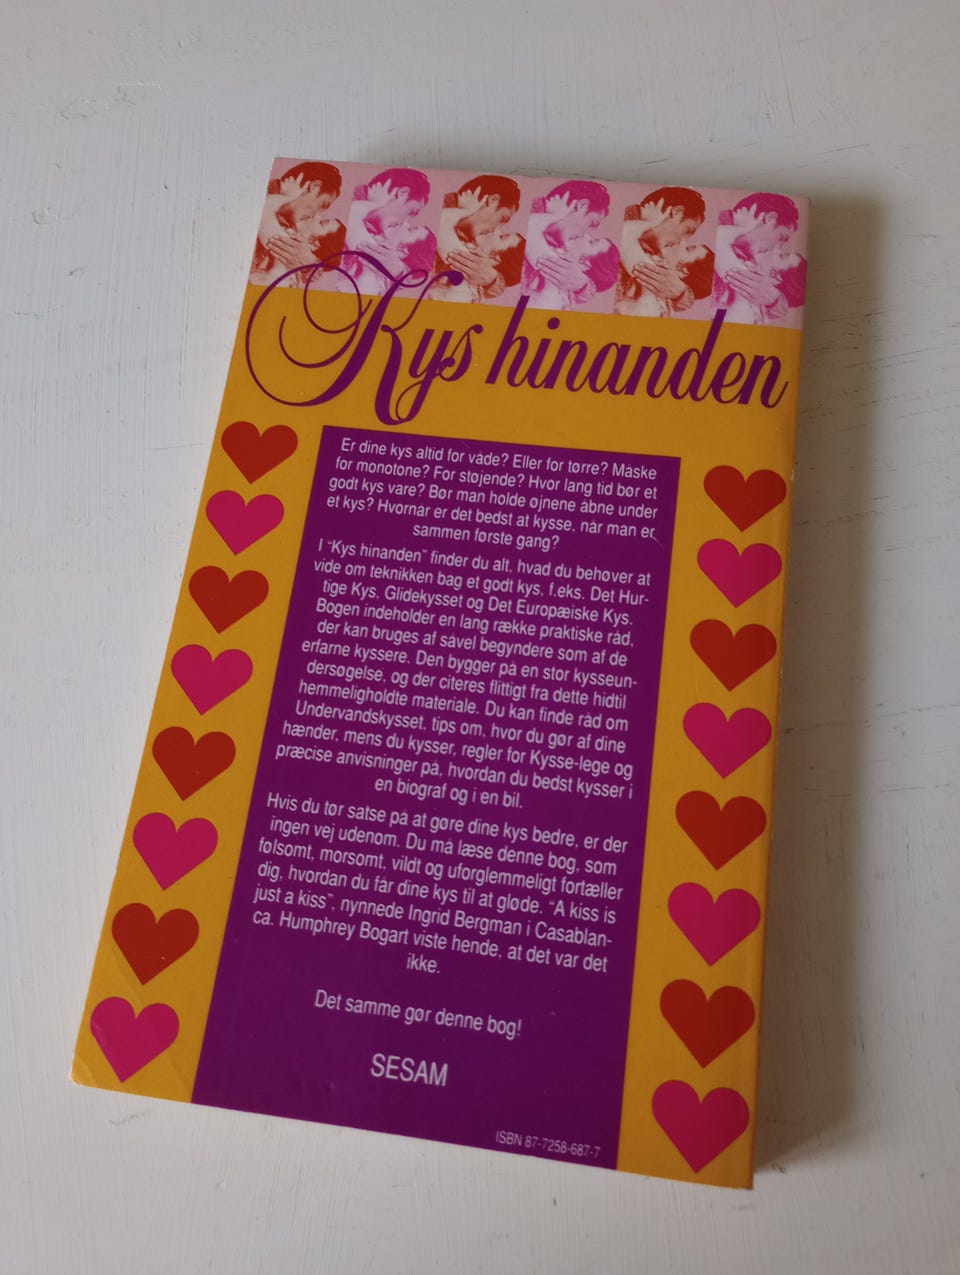 Kys hinanden
Er dine kys altid for våde? Eller for tørre? Måske
for monotone? For støjende? Hvor lang tid bør et
godt kys vare? Bør man holde øjnene åbne under
et kys? Hvornår er det bedst at kysse, når man er
sammen første gang?
I "Kys hinanden" finder du alt, hvad du behøver at
vide om teknikken bag et godt kys, f.eks. Det Hur-
tige Kys, Glidekysset og Det Europæiske Kys.
Bogen indeholder en lang række praktiske råd,
der kan bruges af såvel begyndere som af de
erfarne kyssere. Den bygger på en stor kysseun-
dersøgelse, og der citeres flittigt fra dette hidtil
hemmeligholdte materiale. Du kan finde råd om
Undervandskysset, tips om, hvor du gør af dine
hænder, mens du kysser, regler for Kysse-lege og
præcise anvisninger på, hvordan du bedst kysser i
en biograf og i en bil.
Hvis du tør satse på at gøre dine kys bedre, er der
ingen vej udenom. Du må læse denne bog, som
følsomt, morsomt, vildt og uforglemmeligt fortæller
dig, hvordan du får dine kys til at gløde. "A kiss is
just a kiss", nynnede Ingrid Bergman i Casablan-
ca. Humphrey Bogart viste hende, at det var det
ikke.
Det samme gør denne bog!
SESAM
ISBN 87-7258-687-7